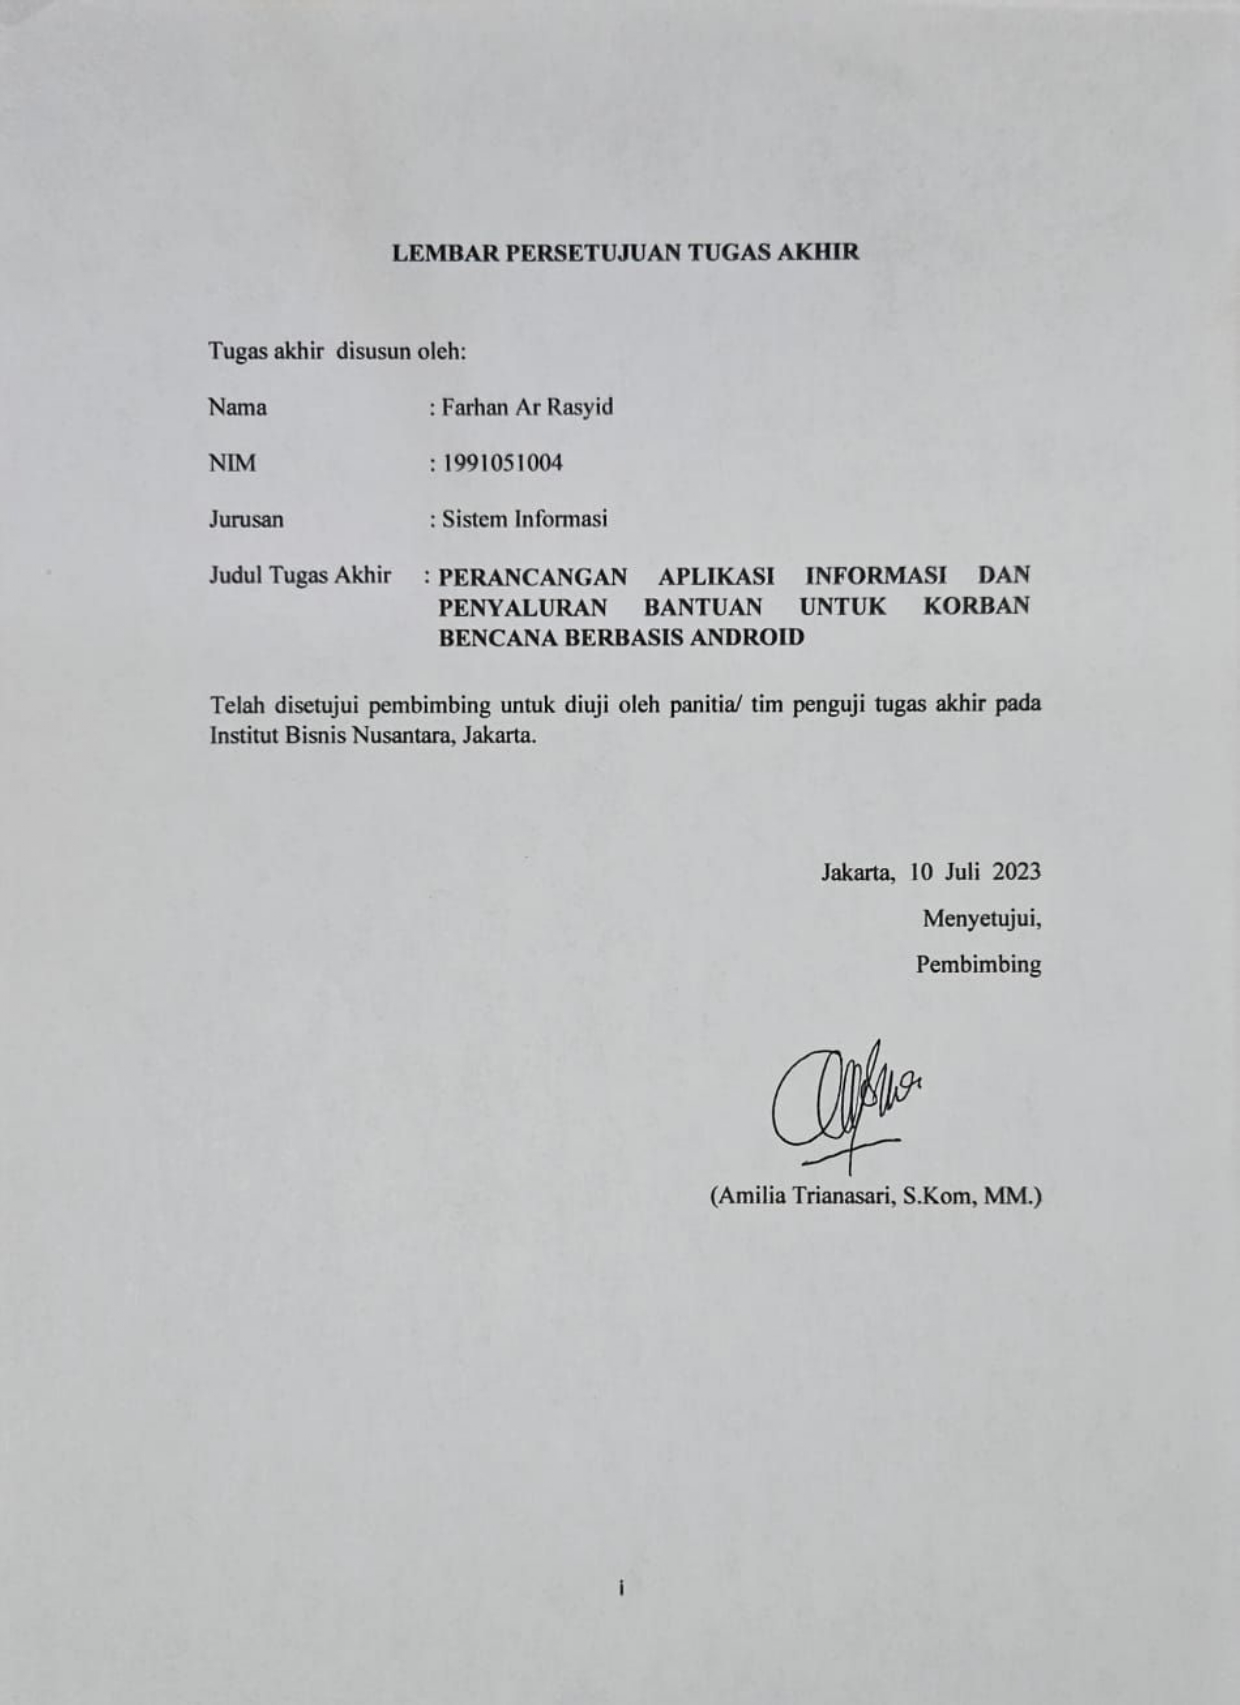 LEMBAR PERSETUJUAN TUGAS AKHIR
Tugas akhir disusun oleh:
Nama : Farhan Ar Rasyid
NIM : 1991051004
Jurusan : Sistem Informasi
Judul Tugas Akhir : PERANCANGAN APLIKASI INFORMASI DAN
PENYALURAN BANTUAN UNTUK KORBAN
BENCANA BERBASIS ANDROID
Telah disetujui pembimbing untuk diuji oleh panitia/ tim penguji tugas akhir pada
Institut Bisnis Nusantara, Jakarta.
Jakarta, 10 Juli 2023
Menyetujui,
Pembimbing
(Amilia Trianasari, S.Kom, MM.)
i